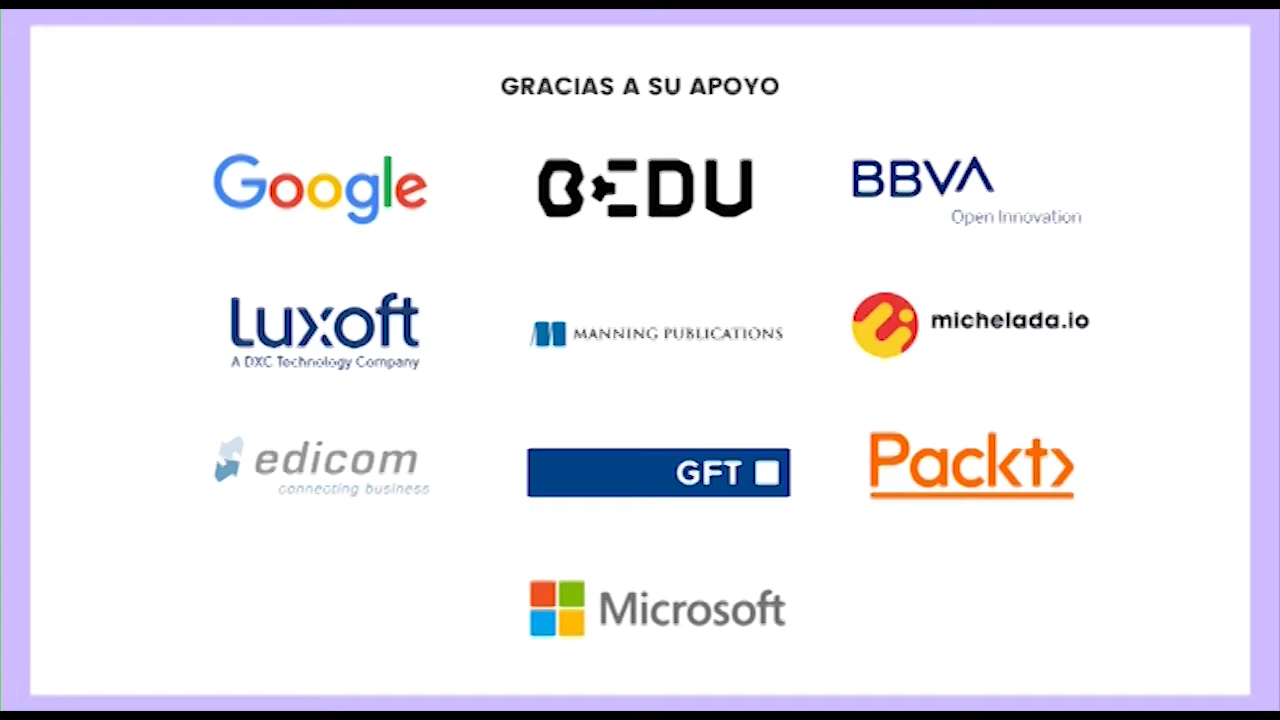 GRACIAS A SU APOYO
Google
BEDU
BBVA
Open Innovation
Luxoft
A DXC Technology Company
MANNING PUBLICATIONS
michelada.io
edicom
connecting business
GFT
Packt>
Microsoft